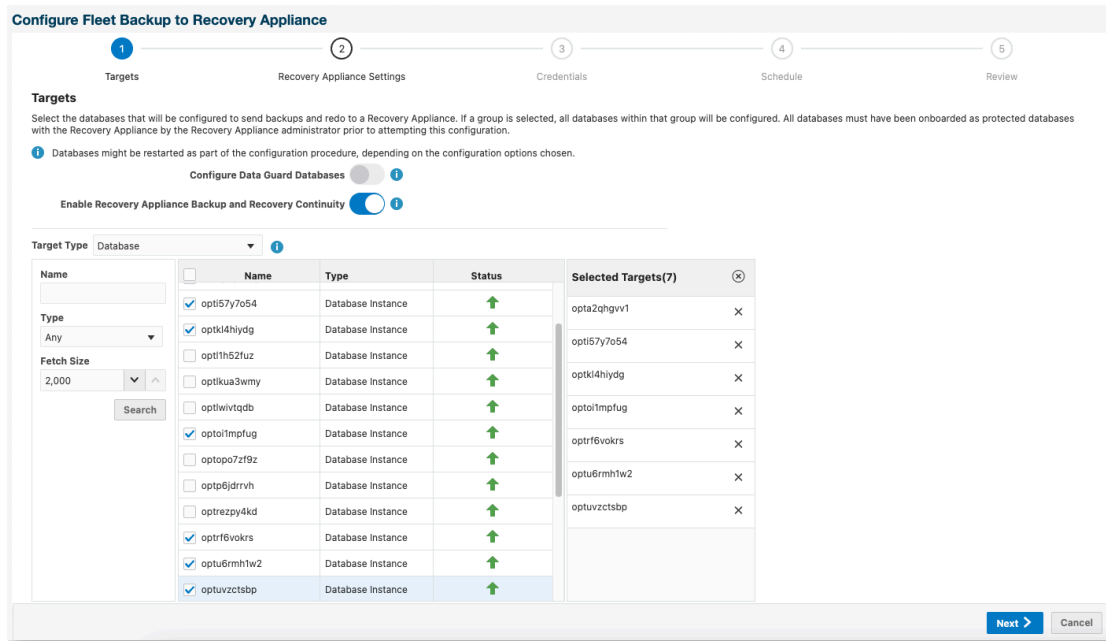 Configure Fleet Backup to Recovery Appliance
1 2 3 4 5
Targets Recovery Appliance Settings Credentials Schedule Review
Targets
Select the databases that will be configured to send backups and redo to a Recovery Appliance. If a group is selected, all databases within that group will be configured. All databases must have been onboarded as protected databases
with the Recovery Appliance by the Recovery Appliance administrator prior to attempting this configuration.
i Databases might be restarted as part of the configuration procedure, depending on the configuration options chosen.
Configure Data Guard Databases i
Enable Recovery Appliance Backup and Recovery Continuity i
Target Type Database i
Name
Type
Any
Fetch Size
2,000
Search
Name Type Status
opti57y7o54 Database Instance
optkl4hiydg Database Instance
optl1h52fuz Database Instance
optlkua3wmy Database Instance
optlwivtqdb Database Instance
optoi1mpfug Database Instance
optopo7zf9z Database Instance
optp6jdrrvh Database Instance
optrezpy4kd Database Instance
optrf6vokrs Database Instance
optu6rmh1w2 Database Instance
optuvzctsbp Database Instance
Selected Targets(7)
opta2qhgvv1
opti57y7o54
optkl4hiydg
optoi1mpfug
optrf6vokrs
optu6rmh1w2
optuvzctsbp
Next Cancel